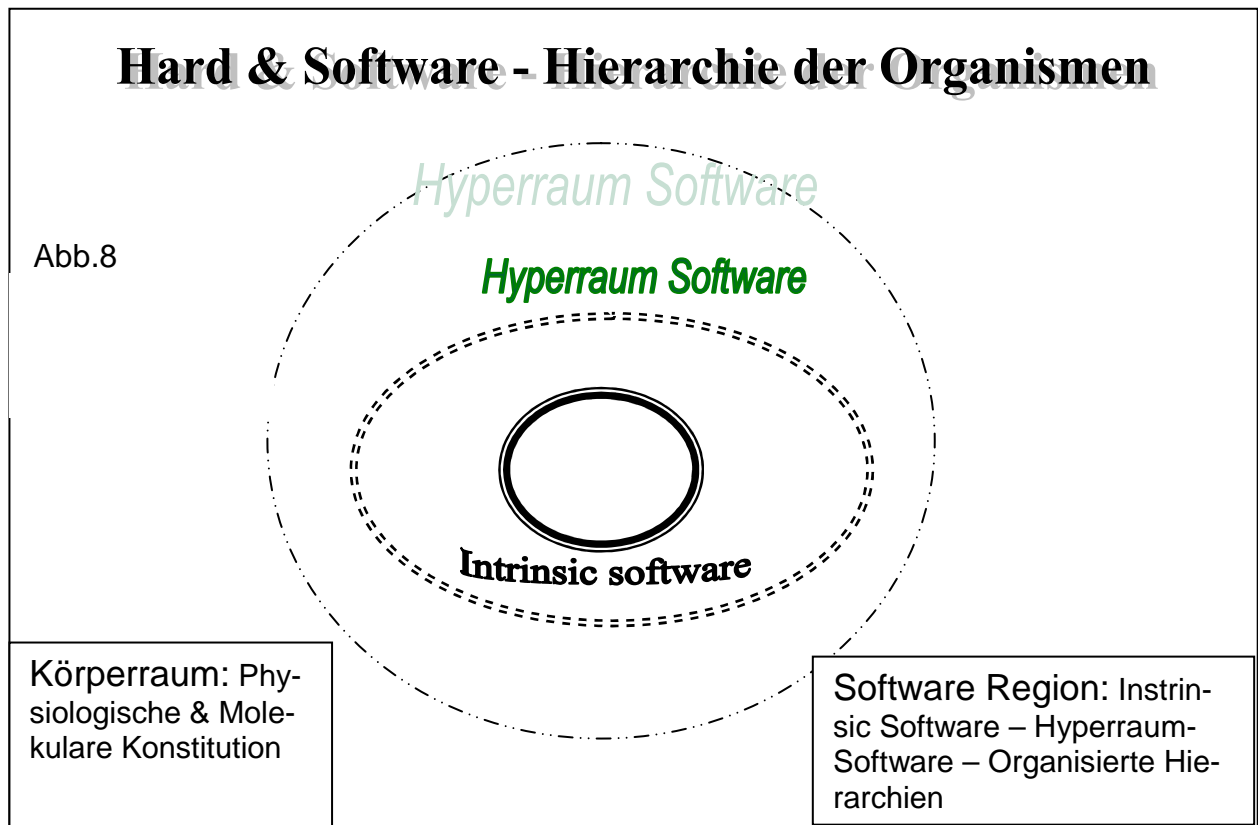 Hard & Software - Hierarchie der Organismen
Hyperraum Software
Abb.8
Hyperraum Software
Intrinsic software
Körperraum: Phy-
siologische & Mole-
kulare Konstitution
Software Region: Instrin-
sic Software – Hyperraum-
Software – Organisierte Hie-
rarchien